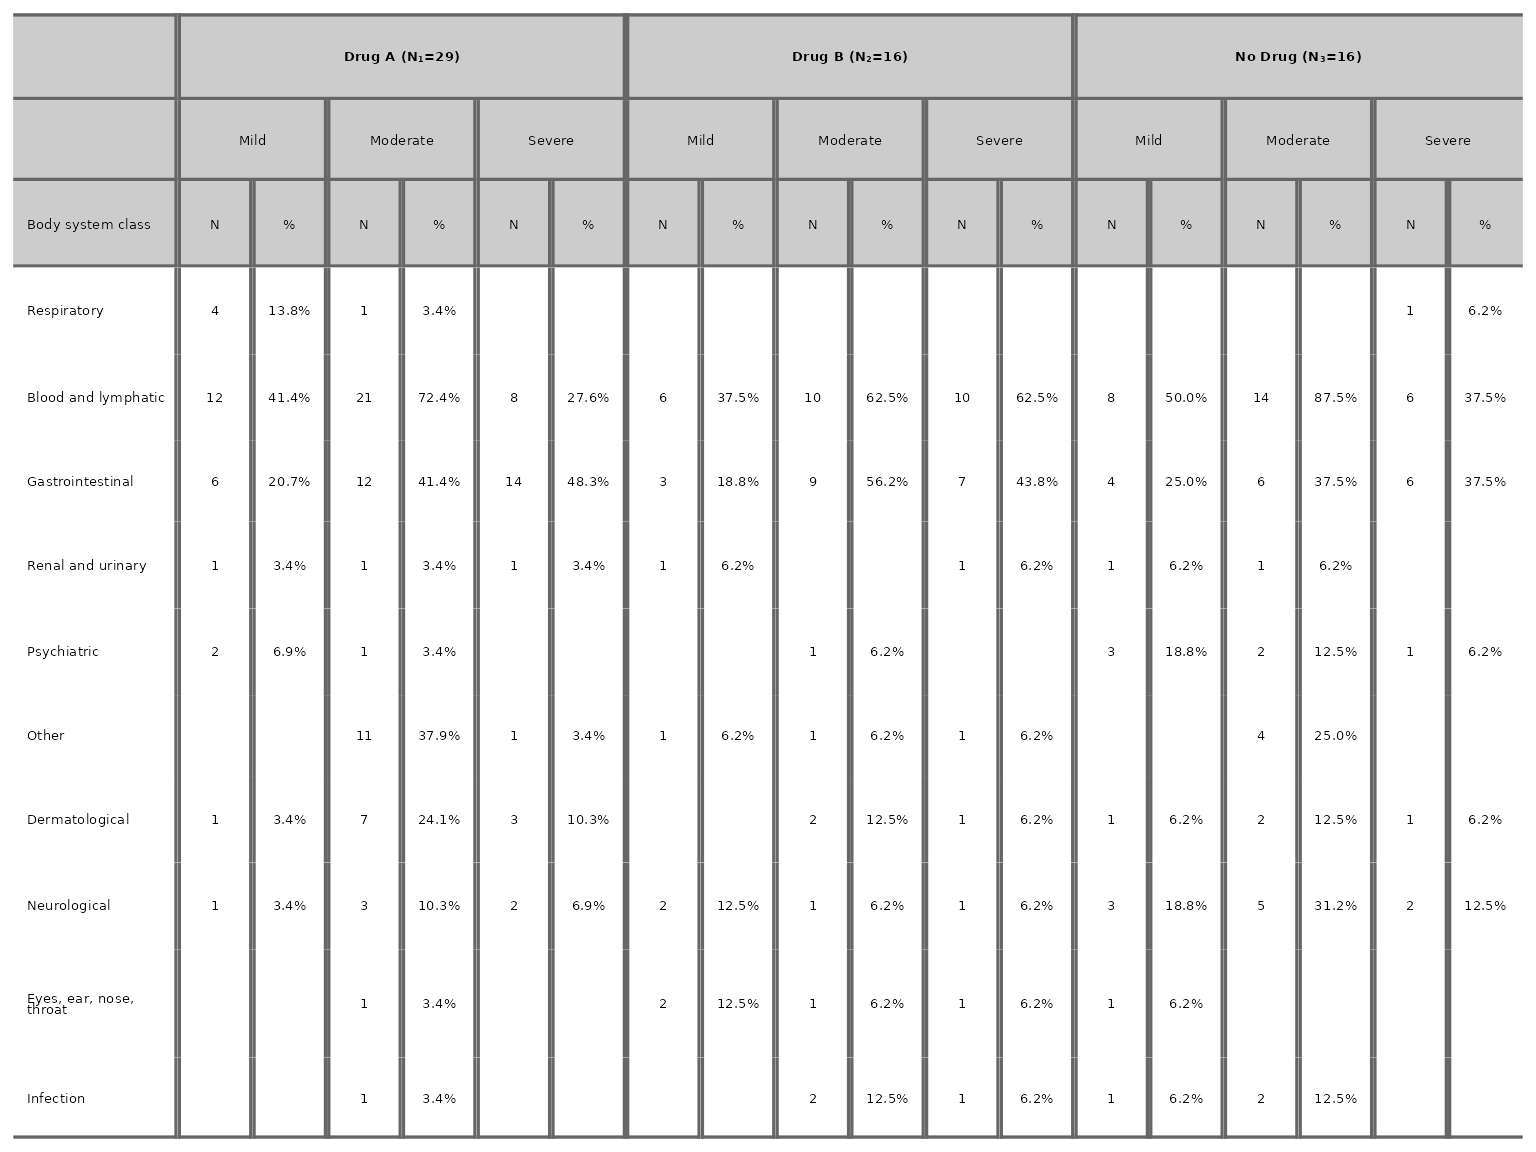 Drug A (N₁=29) Drug B (N₂=16) No Drug (N₃=16)
Mild Moderate Severe Mild Moderate Severe Mild Moderate Severe
Body system class N % N % N % N % N % N % N % N % N %
Respiratory 4 13.8% 1 3.4% 1 6.2%
Blood and lymphatic 12 41.4% 21 72.4% 8 27.6% 6 37.5% 10 62.5% 10 62.5% 8 50.0% 14 87.5% 6 37.5%
Gastrointestinal 6 20.7% 12 41.4% 14 48.3% 3 18.8% 9 56.2% 7 43.8% 4 25.0% 6 37.5% 6 37.5%
Renal and urinary 1 3.4% 1 3.4% 1 3.4% 1 6.2% 1 6.2% 1 6.2% 1 6.2%
Psychiatric 2 6.9% 1 3.4% 1 6.2% 3 18.8% 2 12.5% 1 6.2%
Other 11 37.9% 1 3.4% 1 6.2% 1 6.2% 1 6.2% 4 25.0%
Dermatological 1 3.4% 7 24.1% 3 10.3% 2 12.5% 1 6.2% 1 6.2% 2 12.5% 1 6.2%
Neurological 1 3.4% 3 10.3% 2 6.9% 2 12.5% 1 6.2% 1 6.2% 3 18.8% 5 31.2% 2 12.5%
Eyes, ear, nose,
throat 1 3.4% 2 12.5% 1 6.2% 1 6.2% 1 6.2%
Infection 1 3.4% 2 12.5% 1 6.2% 1 6.2% 2 12.5%